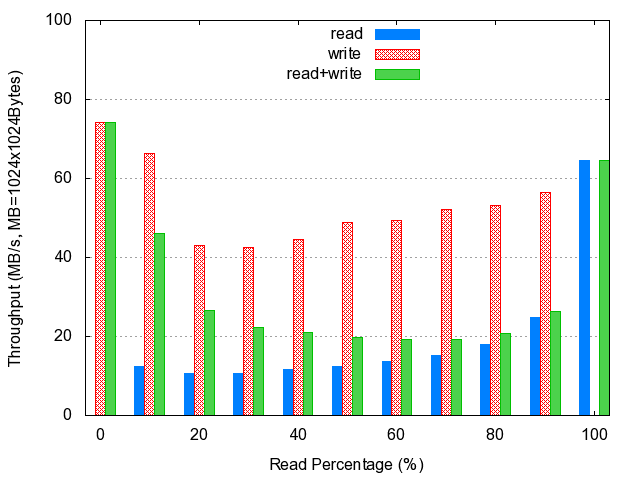 100
80
60
40
20
0
Throughput (MB/s, MB=1024x1024Bytes)
read
write
read+write
0 20 40 60 80 100
Read Percentage (%)